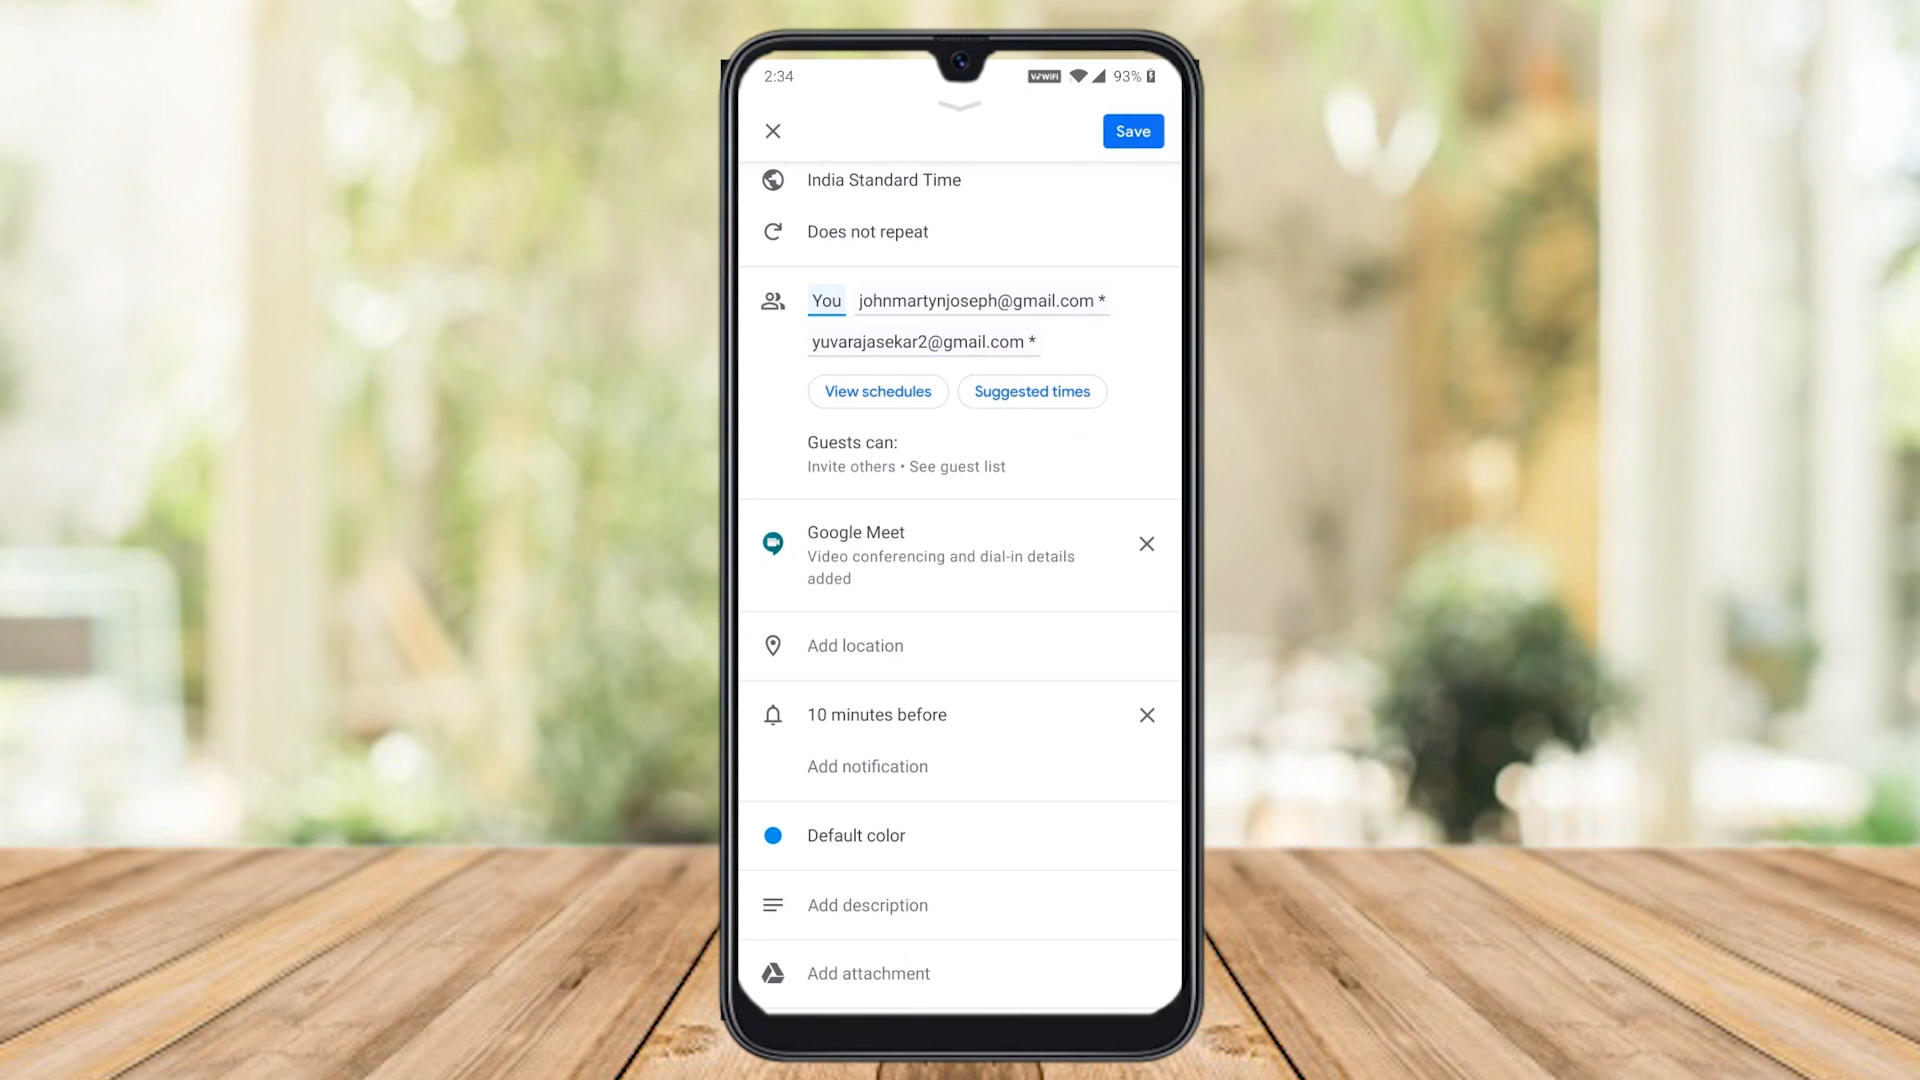 2:34
VoWiFi 93%
Save
India Standard Time
Does not repeat
You johnmartynjoseph@gmail.com *
yuvarajasekar2@gmail.com *
View schedules Suggested times
Guests can:
Invite others • See guest list
Google Meet
Video conferencing and dial-in details
added
Add location
10 minutes before
Add notification
Default color
Add description
Add attachment